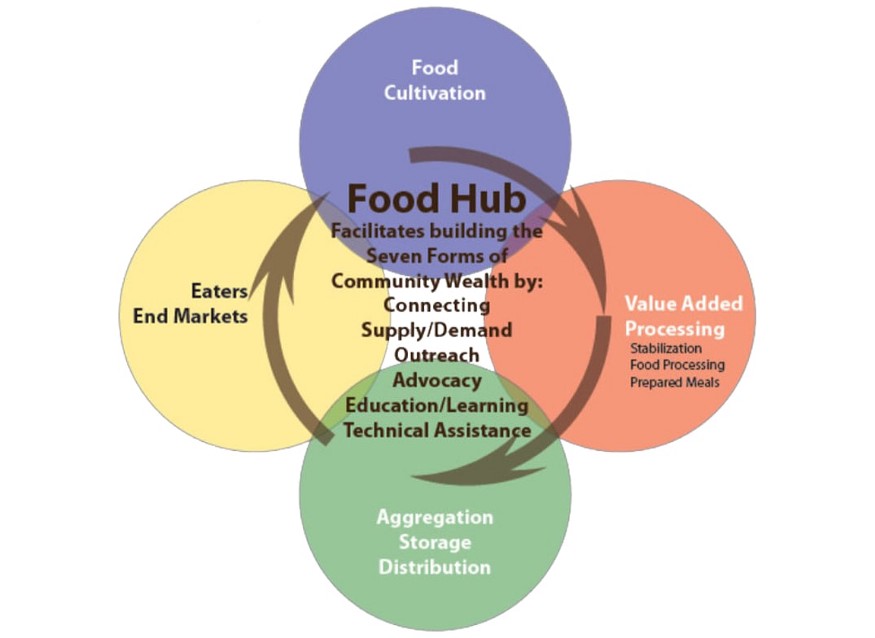 Food
Cultivation
Food Hub
Facilitates building the
Seven Forms of
Community Wealth by:
Connecting
Supply/Demand
Outreach
Advocacy
Education/Learning
Technical Assistance
Eaters
End Markets
Value Added
Processing
Stabilization
Food Processing
Prepared Meals
Aggregation
Storage
Distribution